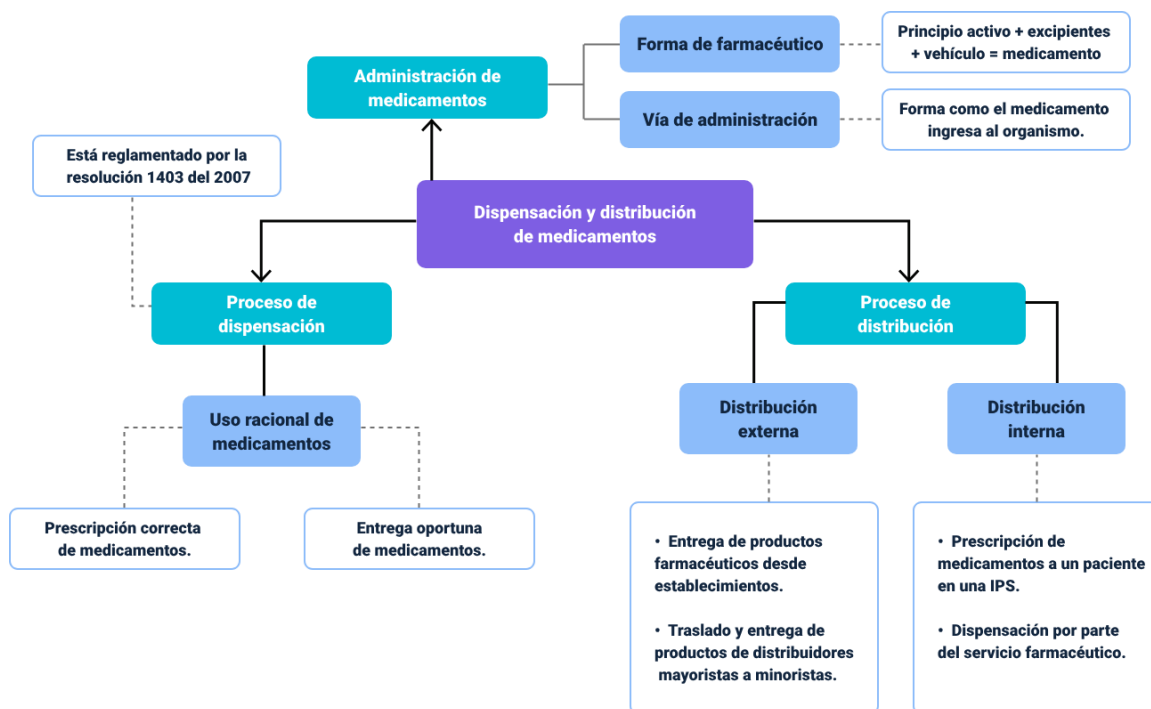 Administración de
medicamentos
Forma de farmacéutico
Principio activo + excipientes
+ vehículo = medicamento
Vía de administración
Forma como el medicamento
ingresa al organismo.
Está reglamentado por la
resolución 1403 del 2007
Dispensación y distribución
de medicamentos
Proceso de
dispensación
Uso racional de
medicamentos
Prescripción correcta
de medicamentos.
Entrega oportuna
de medicamentos.
Proceso de
distribución
Distribución
externa
• Entrega de productos
farmacéuticos desde
establecimientos.
• Traslado y entrega de
productos de distribuidores
mayoristas a minoristas.
Distribución
interna
• Prescripción de
medicamentos a un paciente
en una IPS.
• Dispensación por parte
del servicio farmacéutico.